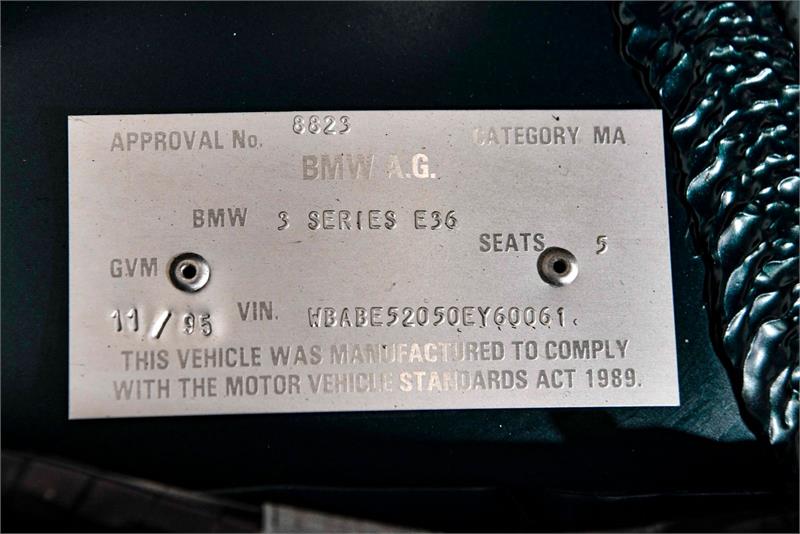 APPROVAL No. 8823 CATEGORY MA
BMW A.G.
BMW 3 SERIES E36
SEATS 5
GVM
11/95 VIN. WBABE52050EY60061.
THIS VEHICLE WAS MANUFACTURED TO COMPLY
WITH THE MOTOR VEHICLE STANDARDS ACT 1989.